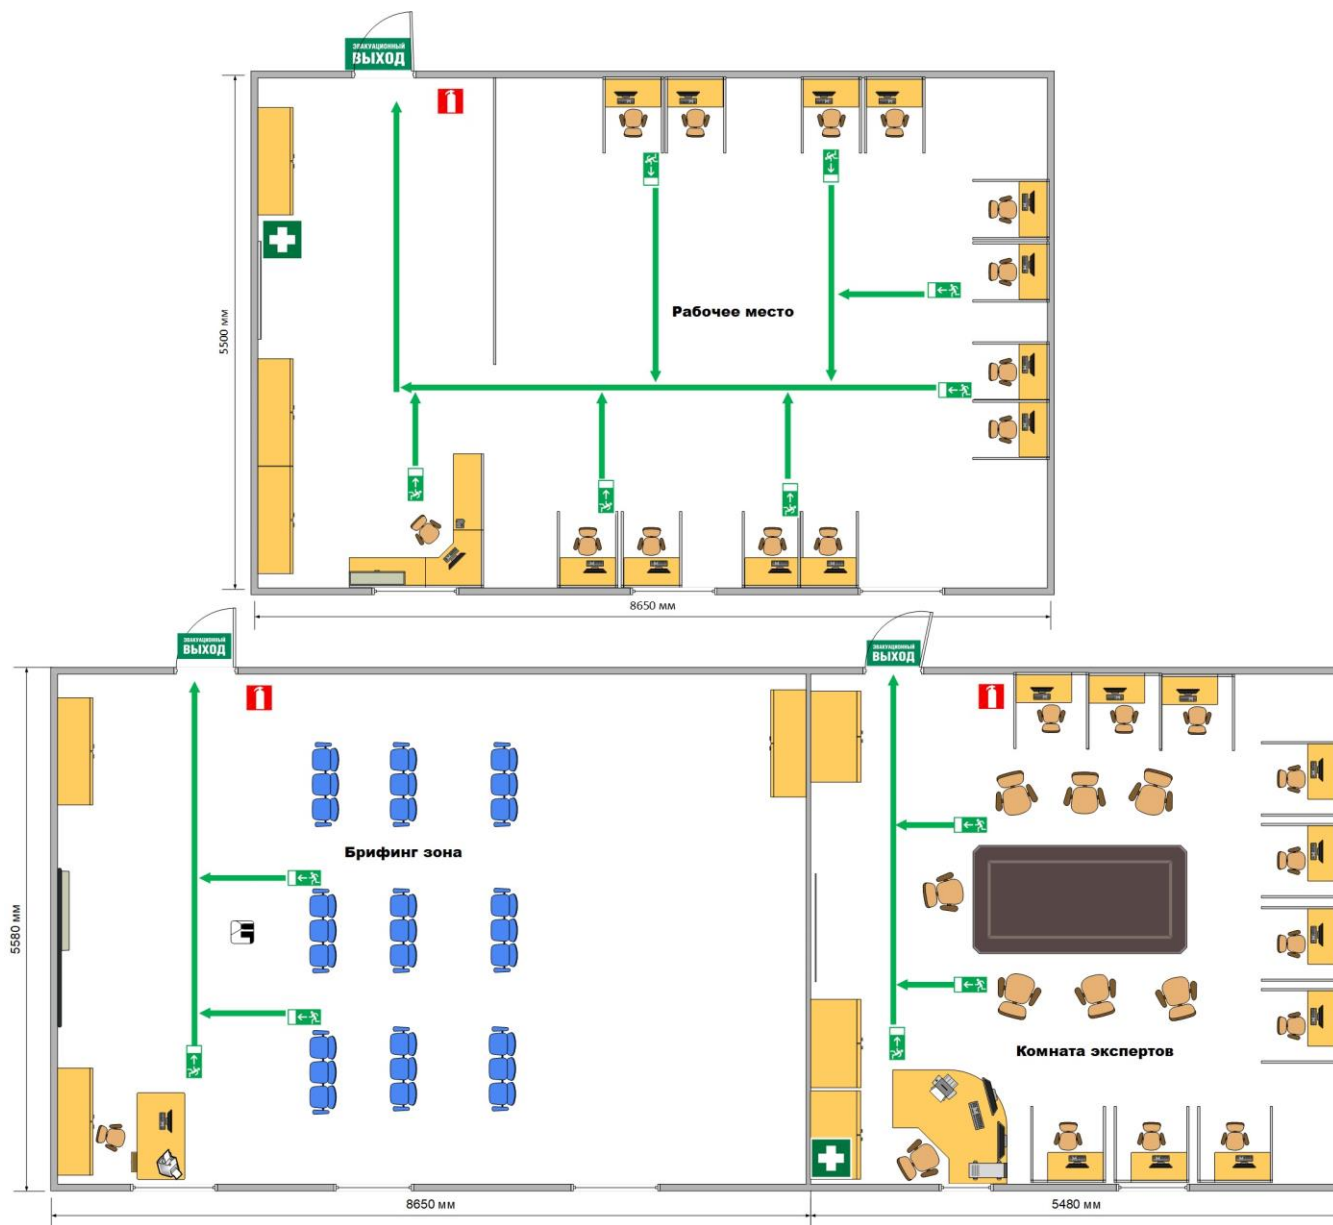 ЭВАКУАЦИОННЫЙ
ВЫХОД
5500 мм
Рабочее место
8650 мм
ЭВАКУАЦИОННЫЙ
ВЫХОД
ЭВАКУАЦИОННЫЙ
ВЫХОД
Брифинг зона
5580 мм
Комната экспертов
8650 мм
5480 мм